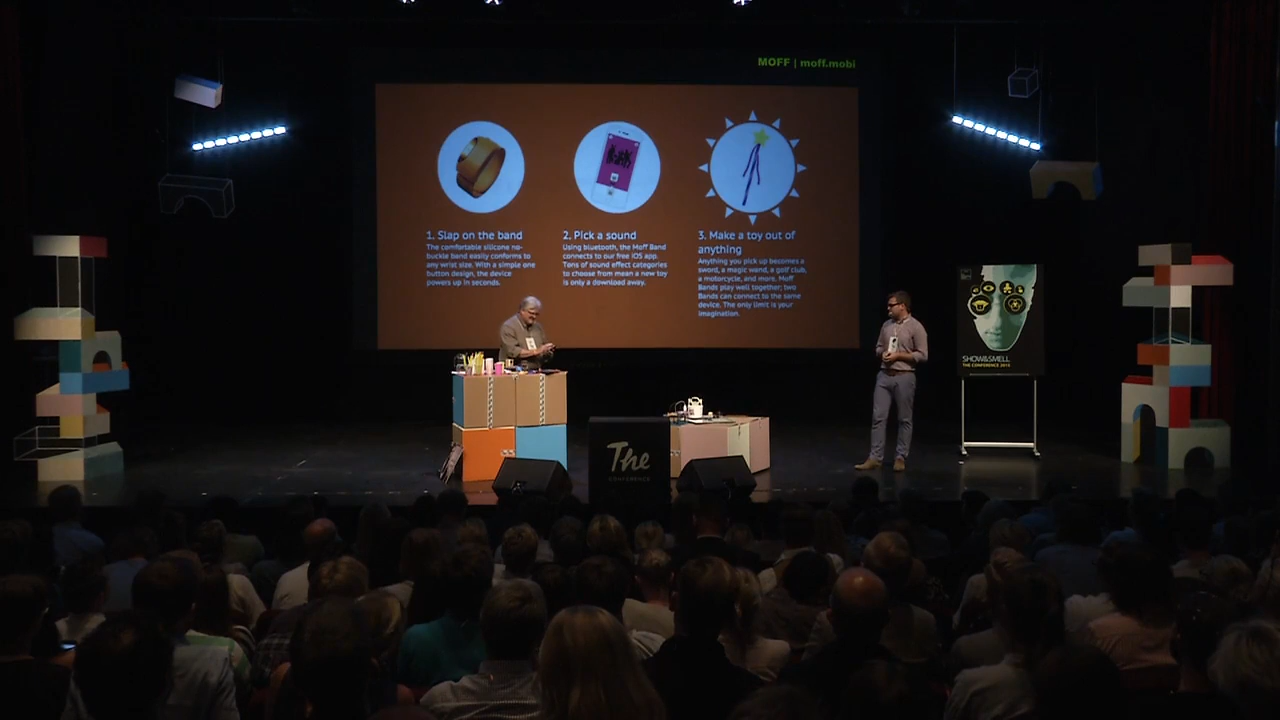 MOFF | moff.mobi
1. Slap on the band
The comfortable silicone no-
buckle band easily conforms to
any wrist size. With a simple one
button design, the device
powers up in seconds.
2. Pick a sound
Using bluetooth, the Moff Band
connects to our free iOS app.
Tons of sound effect categories
to choose from mean a new toy
is only a download away.
3. Make a toy out of
anything
Anything you pick up becomes a
sword, a magic wand, a golf club,
a motorcycle, and more. Moff
Bands play well together; two
Bands can connect to the same
device. The only limit is your
imagination.
SHOW&SMELL
THE CONFERENCE 2015
The
CONFERENCE